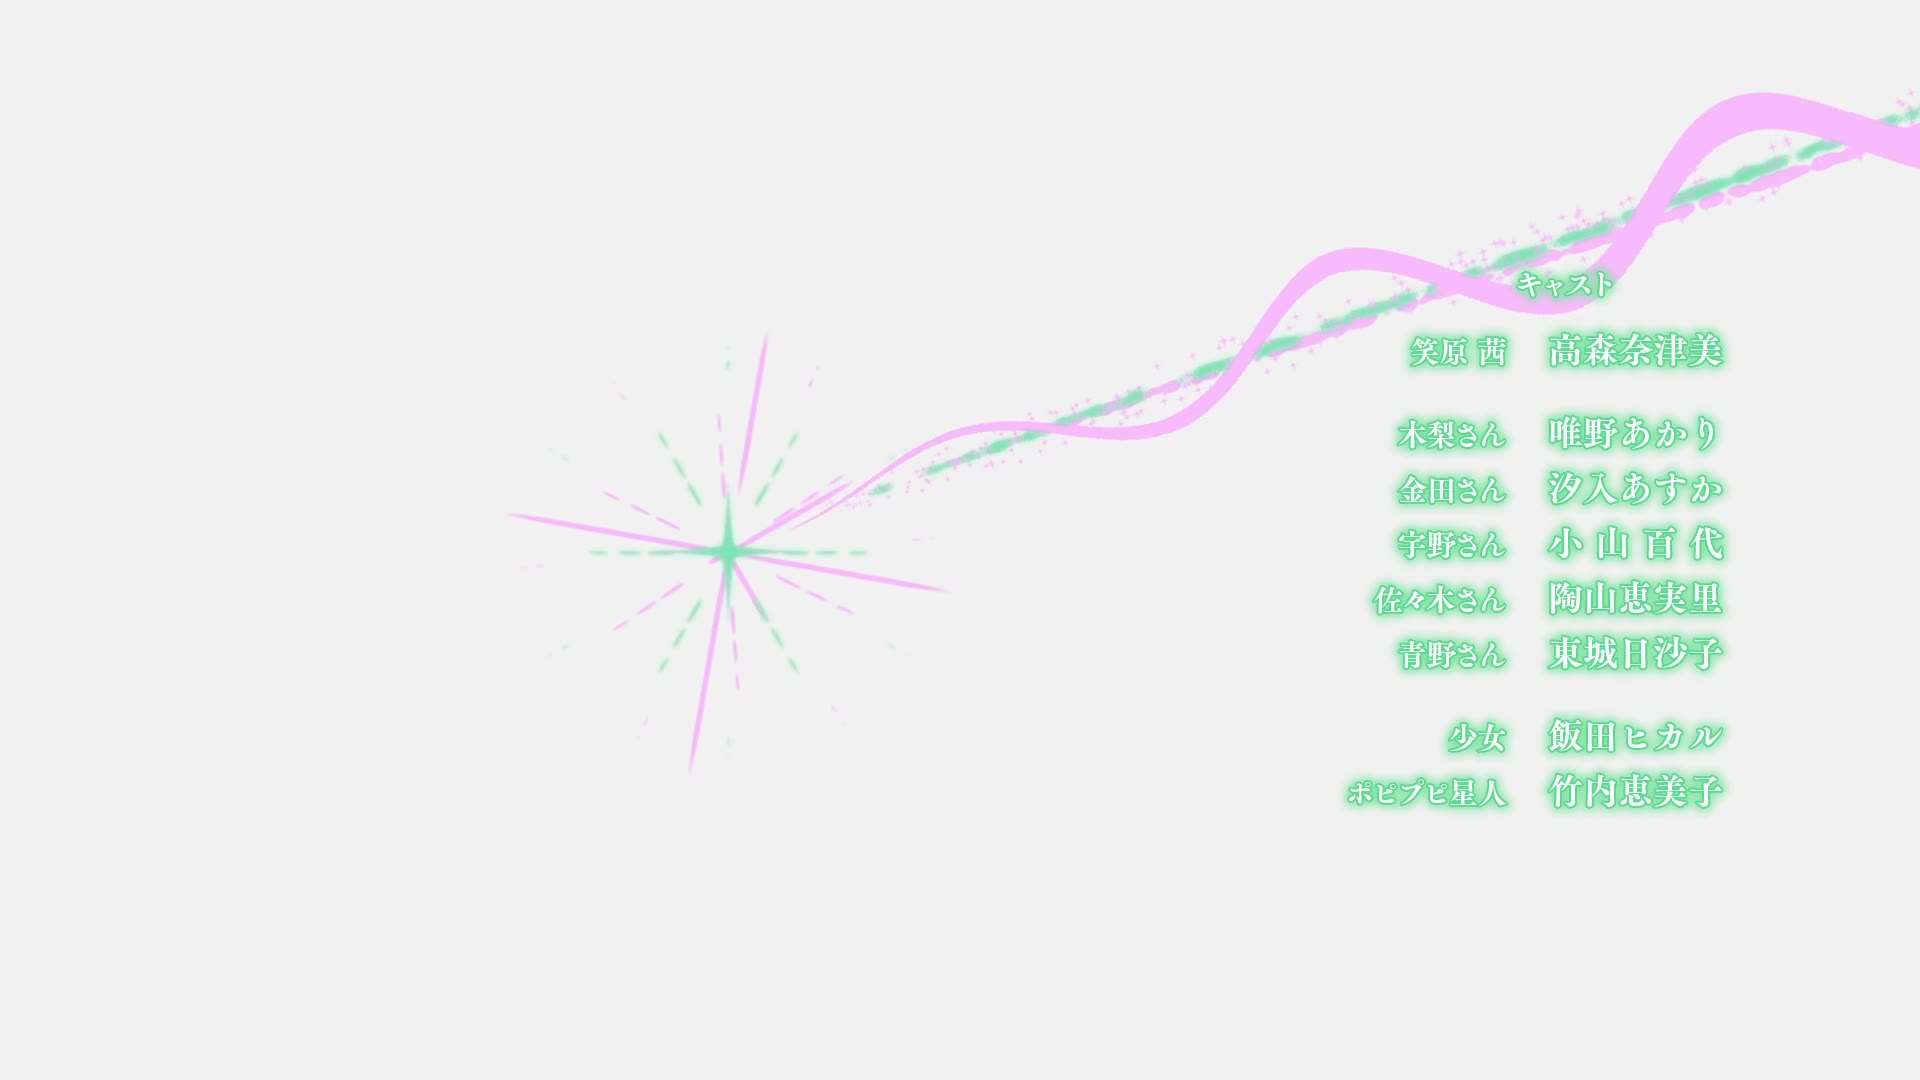 キャスト
笑原 茜 高森奈津美
木梨さん 唯野あかり
金田さん 汐入あすか
宇野さん 小山百代
佐々木さん 陶山恵実里
青野さん 東城日沙子
少女 飯田ヒカル
ポピプピ星人 竹内恵美子